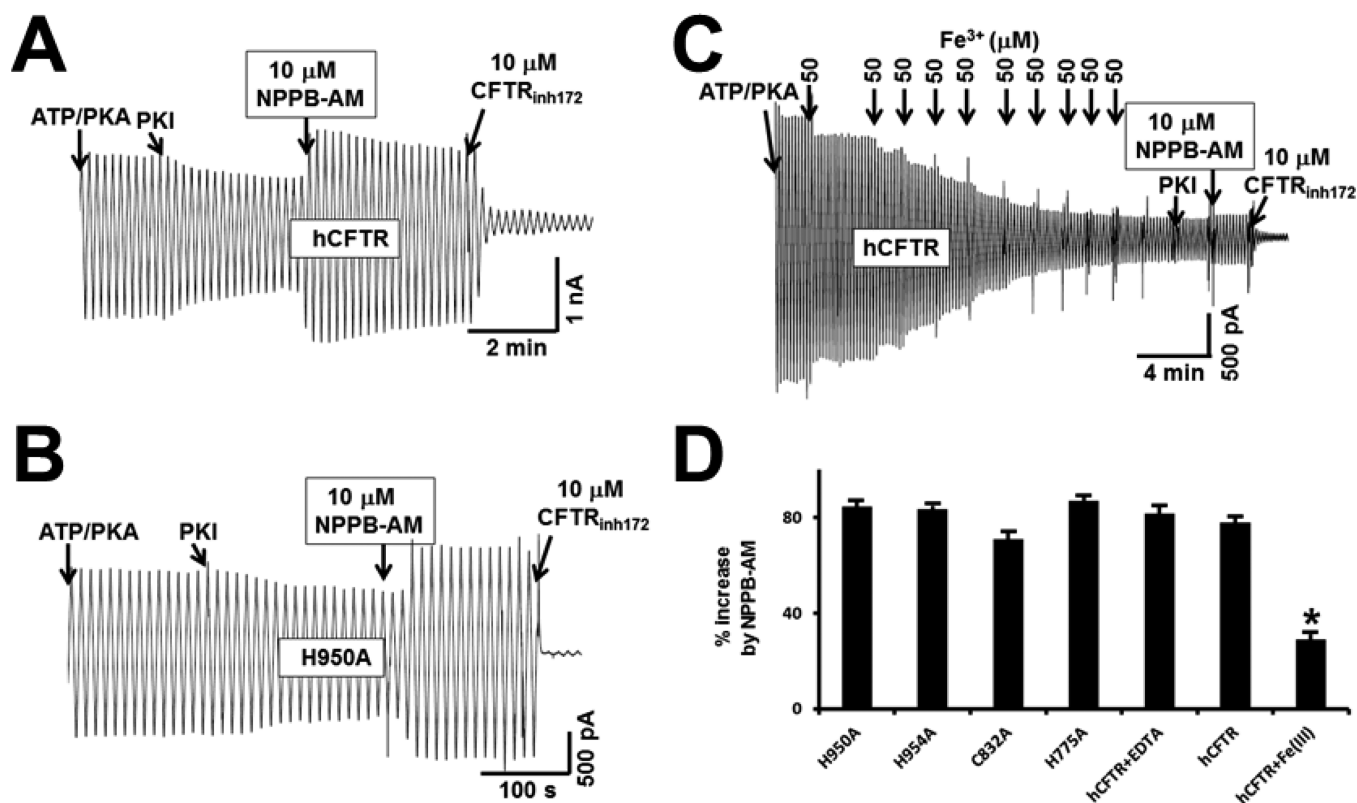 A
10 μM
NPPB-AM
10 μM
CFTRinh172
ATP/PKA
PKI
hCFTR
1 nA
2 min
B
10 μM
NPPB-AM
10 μM
CFTRinh172
ATP/PKA
PKI
H950A
500 pA
100 s
C
Fe3+ (μM)
50 50 50 50 50 50 50 50 50
ATP/PKA
10 μM
NPPB-AM
10 μM
CFTRinh172
PKI
hCFTR
500 pA
4 min
D
% increase
by NPPB-AM
80
40
0
*
H950A
H954A
C832A
H775A
hCFTR+EDTA
hCFTR
hCFTR+Fe(III)